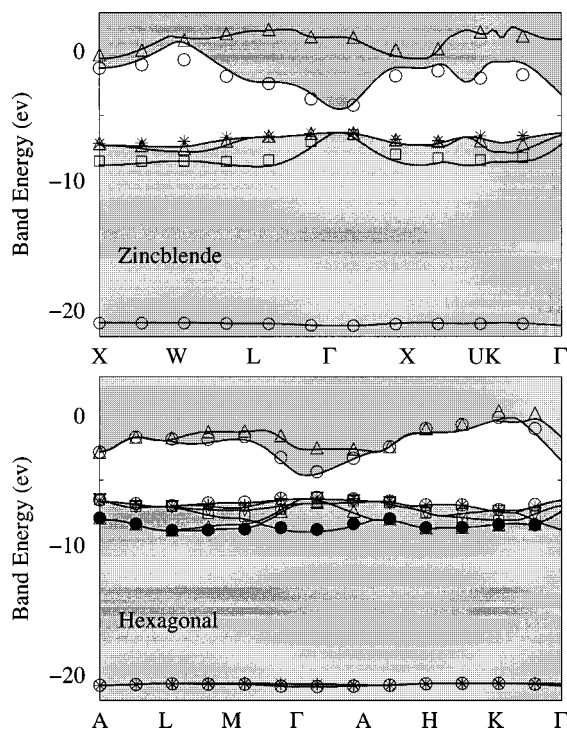 0
−10
−20
Band Energy (ev)
Zincblende
X W L Γ X UK Γ
0
−10
−20
Band Energy (ev)
Hexagonal
A L M Γ A H K Γ